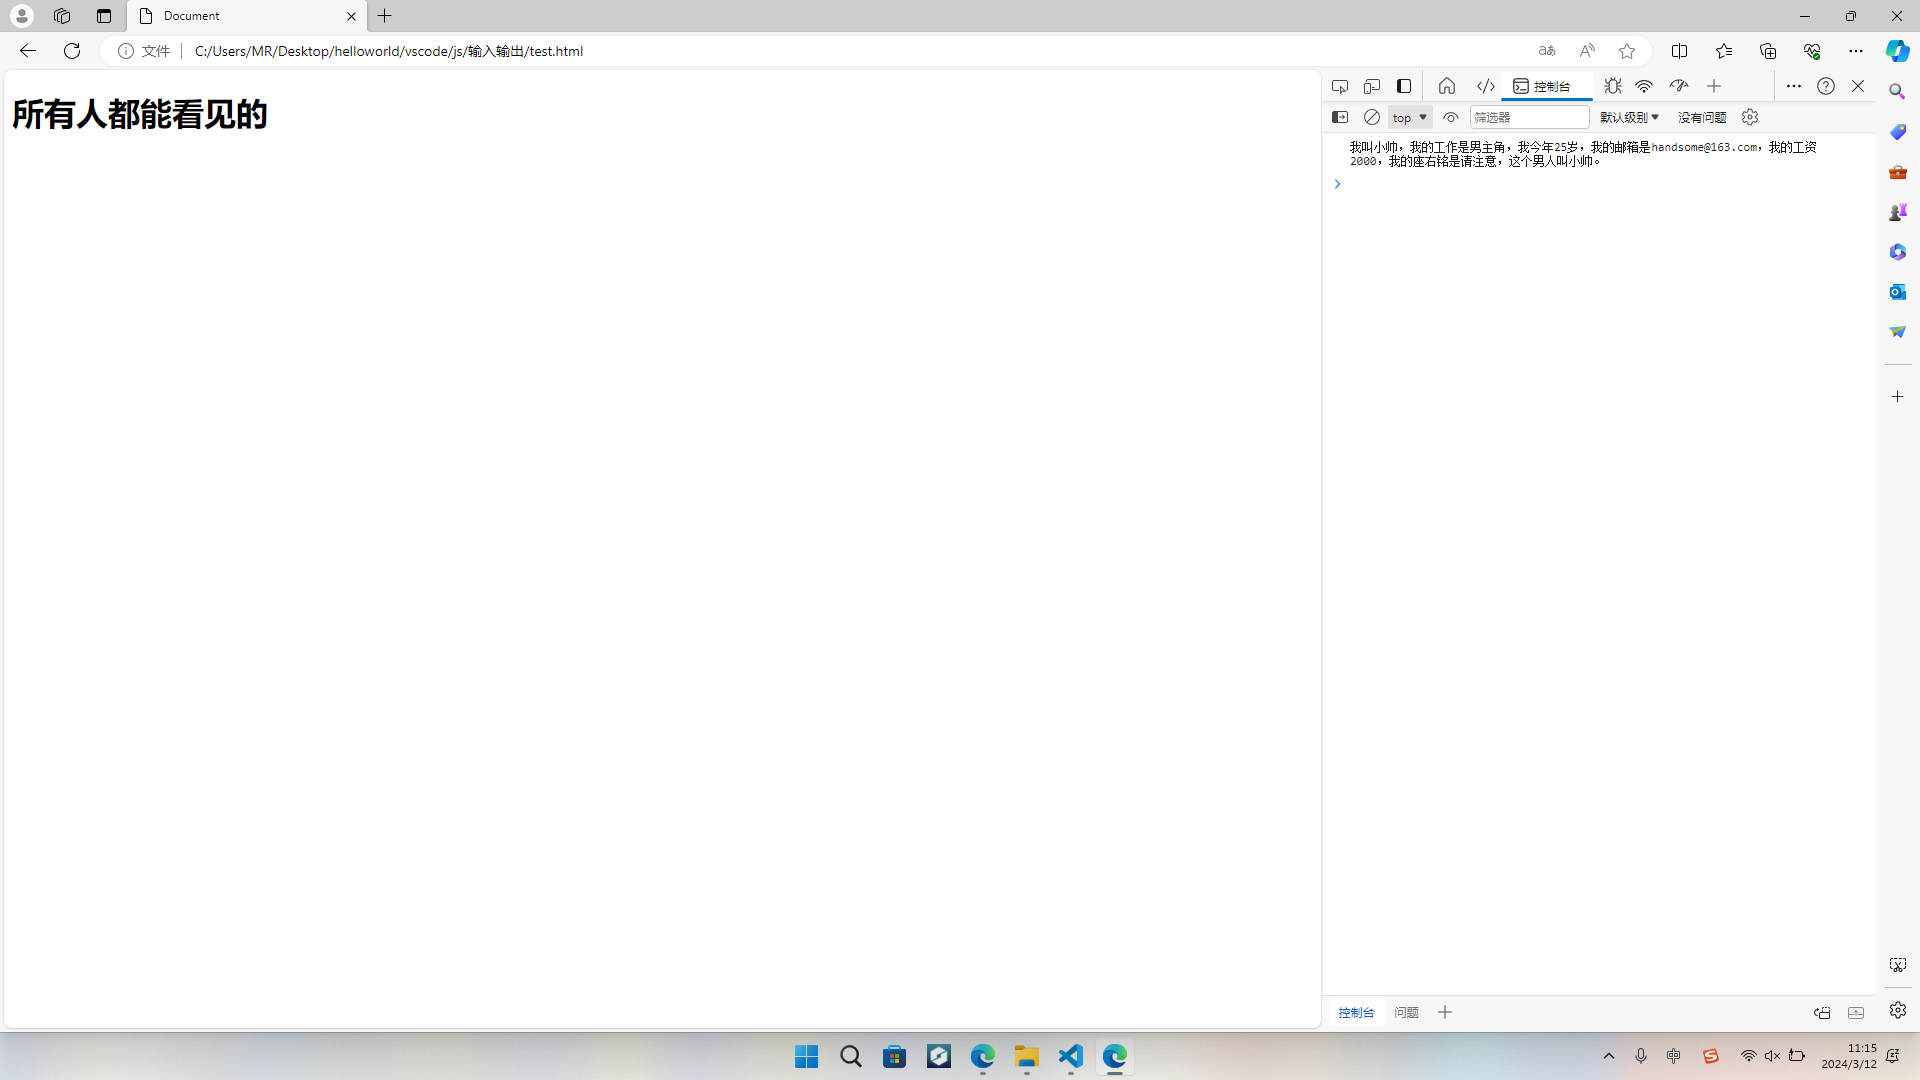 Document
文件
C:/Users/MR/Desktop/helloworld/vscode/js/输入输出/test.html
所有人都能看见的
控制台
top
筛选器
默认级别
没有问题
我叫小帅，我的工作是男主角，我今年25岁，我的邮箱是handsome@163.com，我的工资
2000，我的座右铭是请注意，这个男人叫小帅。
控制台
问题
中
11:15
2024/3/12